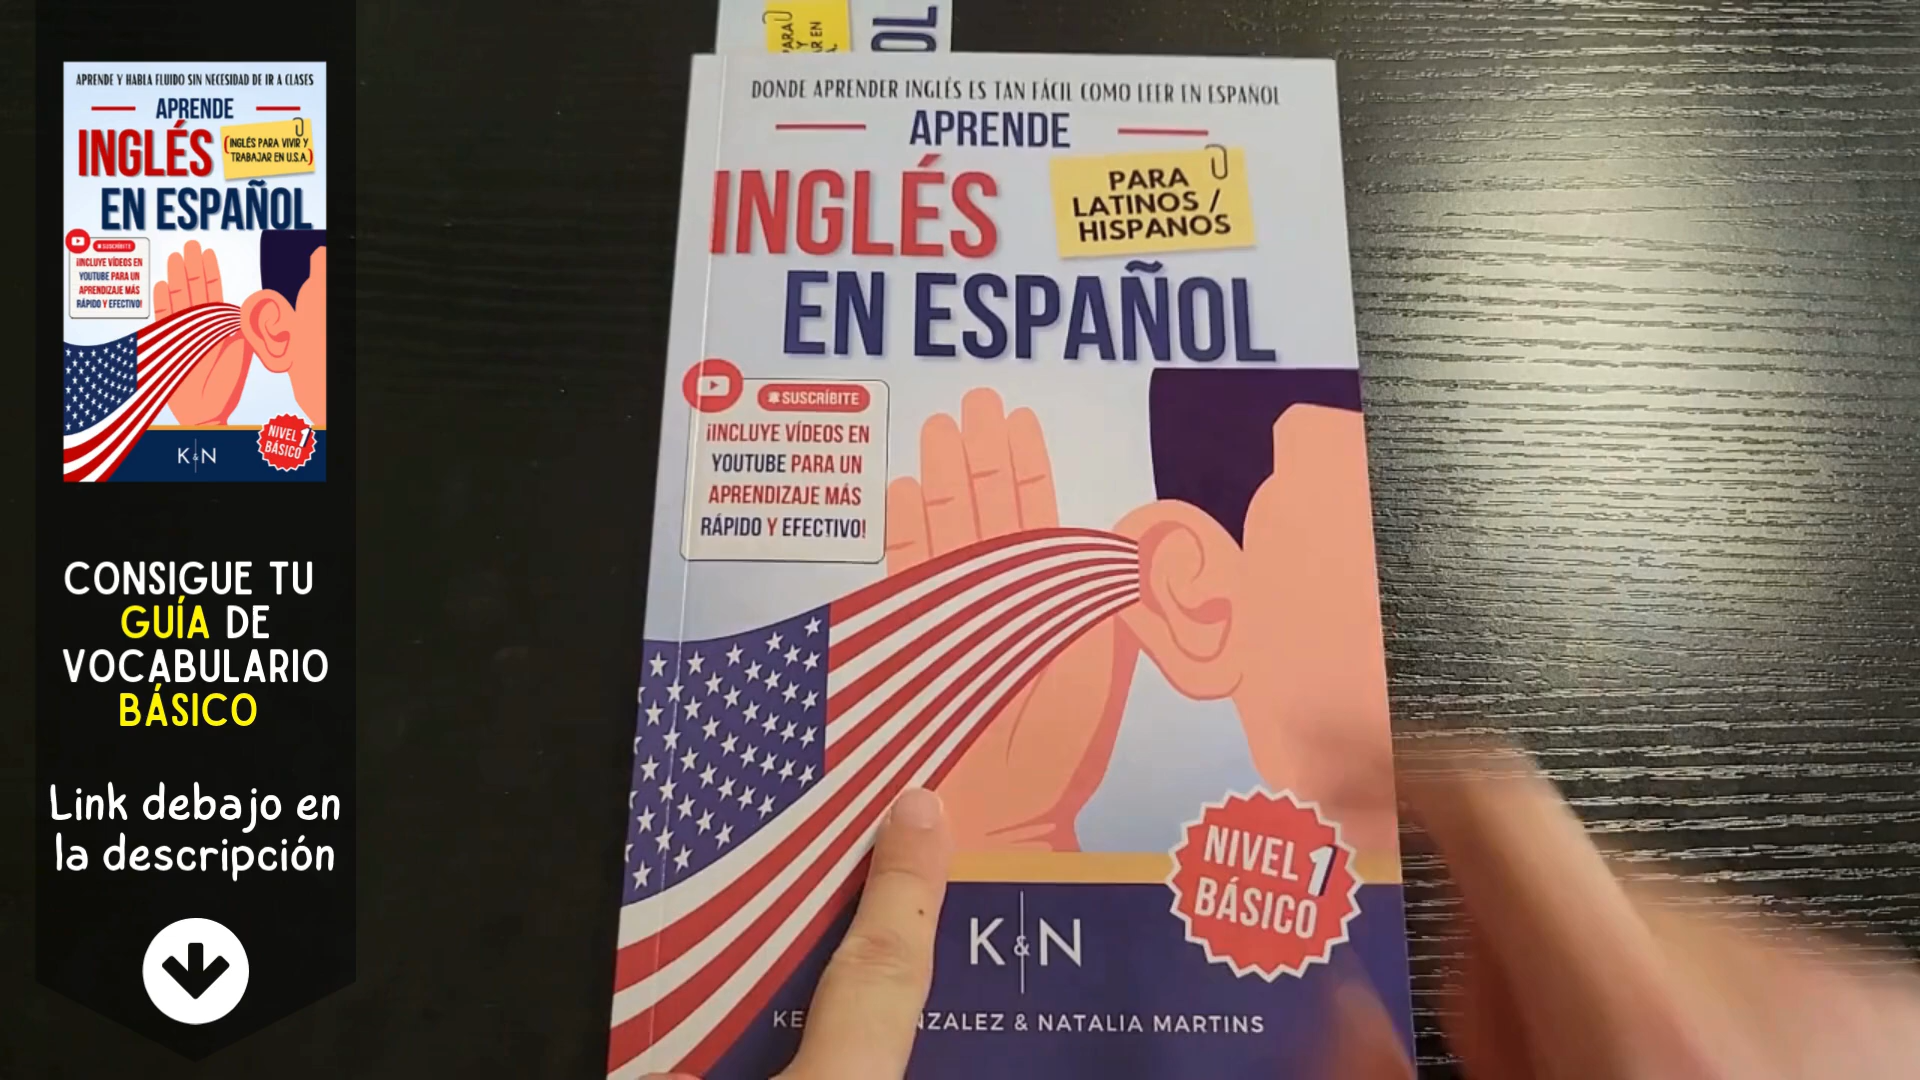 APRENDE Y HABLA FLUIDO SIN NECESIDAD DE IR A CLASES
APRENDE
INGLÉS
(INGLÉS PARA VIVIR Y
TRABAJAR EN U.S.A.)
EN ESPAÑOL
SUSCRÍBITE
¡INCLUYE VÍDEOS EN
YOUTUBE PARA UN
APRENDIZAJE MÁS
RÁPIDO Y EFECTIVO!
NIVEL 1
BÁSICO
K&N
CONSIGUE TU
GUÍA DE
VOCABULARIO
BÁSICO
Link debajo en
la descripción
DONDE APRENDER INGLÉS ES TAN FÁCIL COMO LEER EN ESPAÑOL
APRENDE
INGLÉS
PARA
LATINOS /
HISPANOS
EN ESPAÑOL
SUSCRÍBITE
¡INCLUYE VÍDEOS EN
YOUTUBE PARA UN
APRENDIZAJE MÁS
RÁPIDO Y EFECTIVO!
NIVEL 1
BÁSICO
K&N
& NATALIA MARTINS